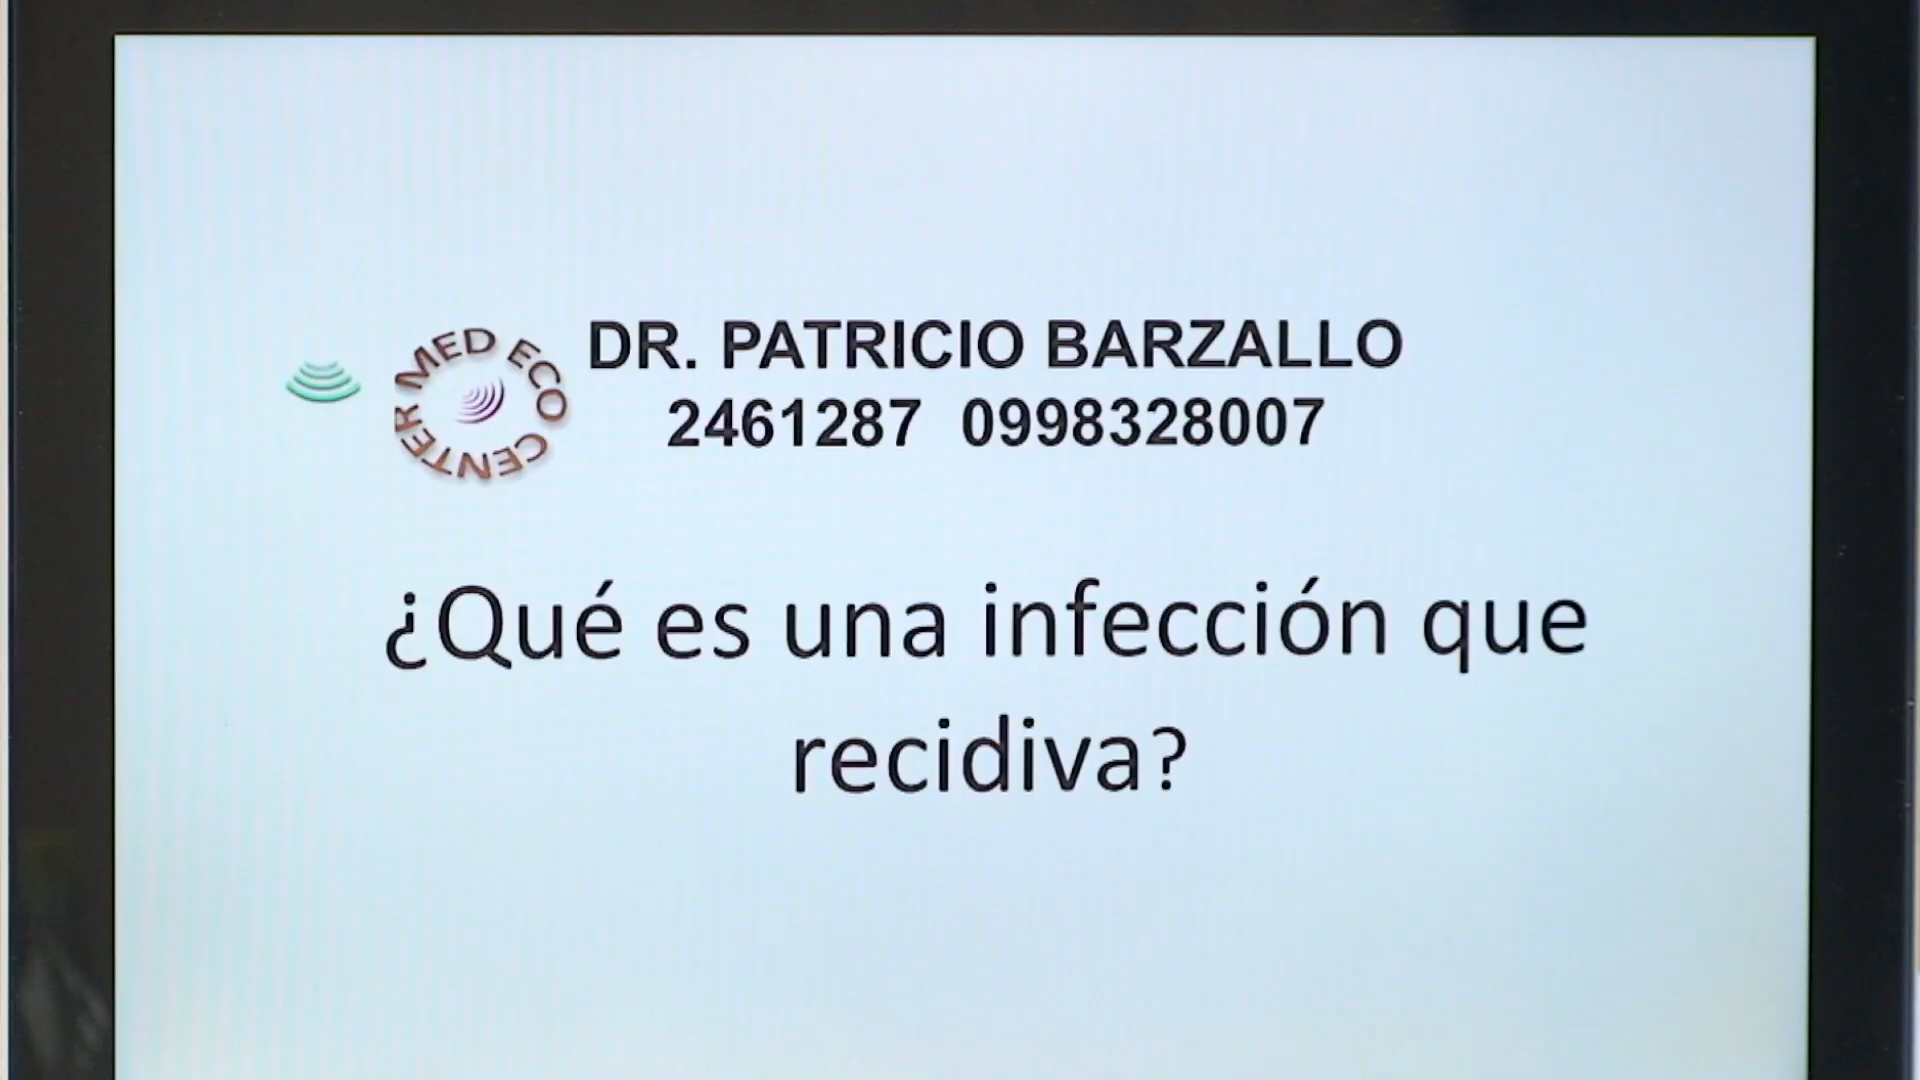 MED ECO CENTER
DR. PATRICIO BARZALLO
2461287 0998328007
¿Qué es una infección que
recidiva?